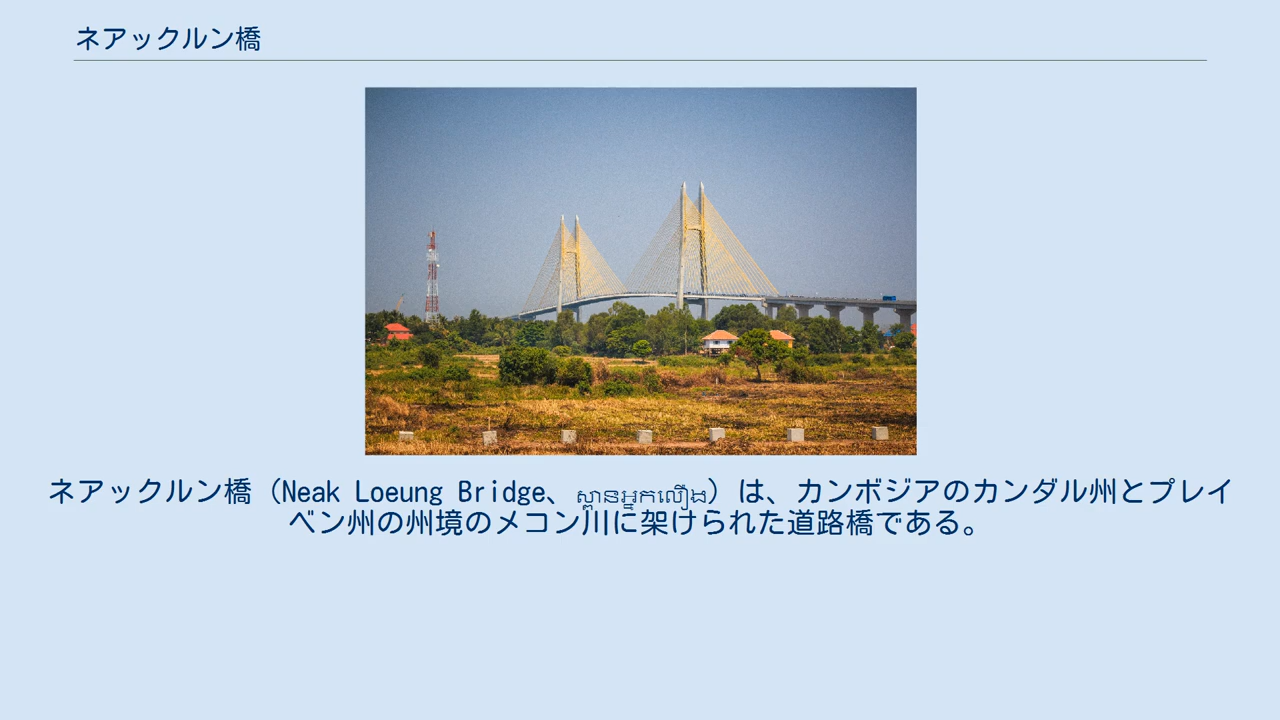 ネアックルン橋
ネアックルン橋（Neak Loeung Bridge、ស្ពានអ្នកលឿង）は、カンボジアのカンダル州とプレイ
ベン州の州境のメコン川に架けられた道路橋である。